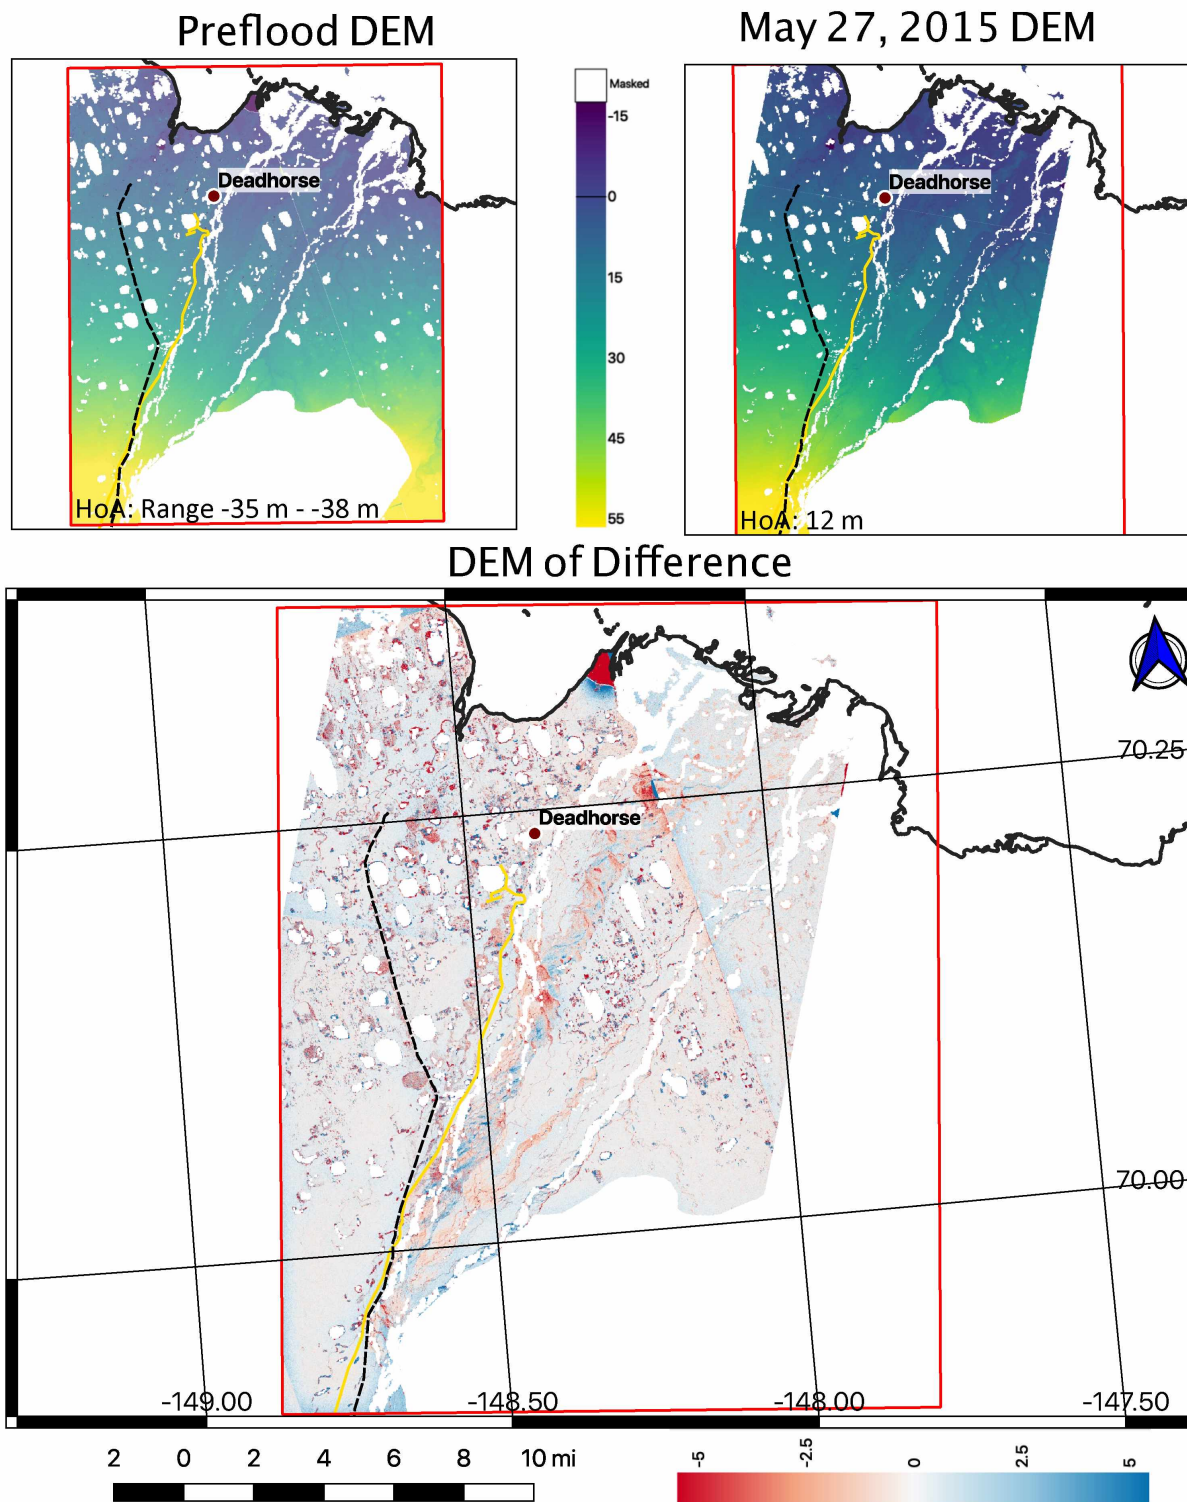 Preflood DEM
May 27, 2015 DEM
Masked
-15
0
15
30
45
55
Deadhorse
HoA: Range -35 m - -38 m
Deadhorse
HoA: 12 m
DEM of Difference
70.25
Deadhorse
70.00
-149.00
-148.50
-148.00
-147.50
2 0 2 4 6 8 10 mi
-5 -2.5 0 2.5 5